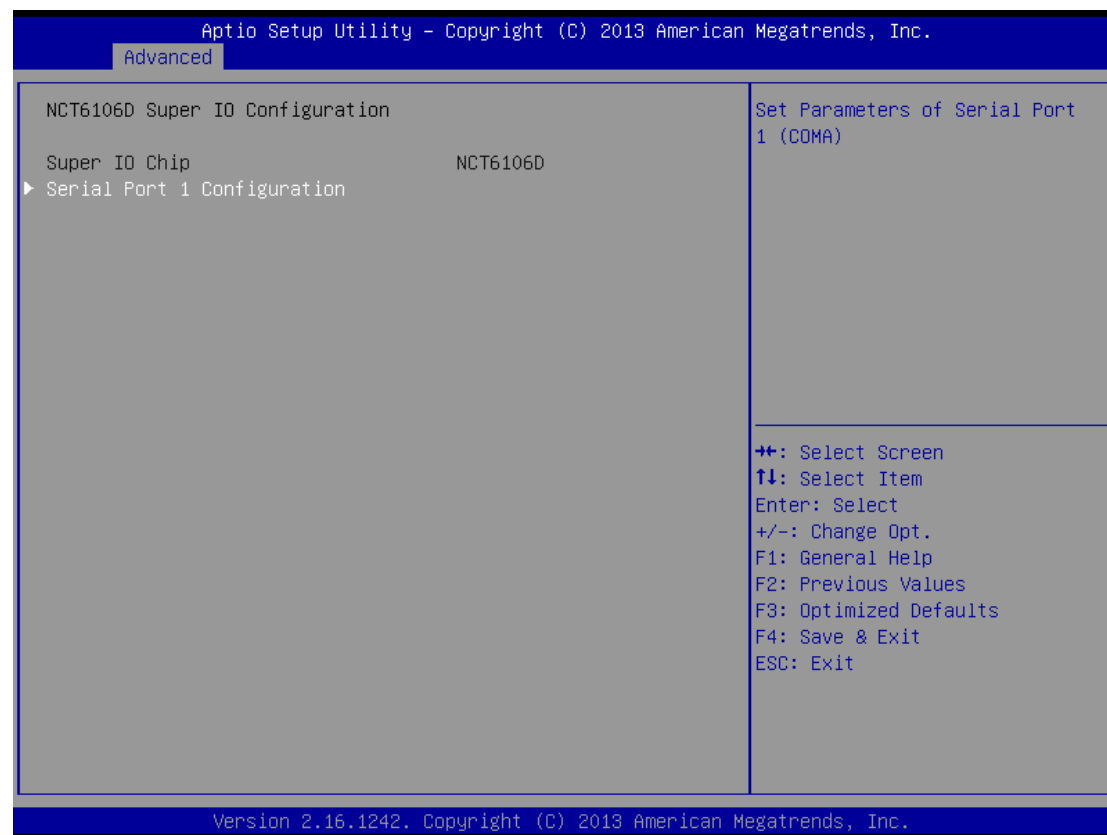 Aptio Setup Utility – Copyright (C) 2013 American Megatrends, Inc.
Advanced
NCT6106D Super IO Configuration
Super IO Chip NCT6106D
▶ Serial Port 1 Configuration
Set Parameters of Serial Port
1 (COMA)
→←: Select Screen
↑↓: Select Item
Enter: Select
+/-: Change Opt.
F1: General Help
F2: Previous Values
F3: Optimized Defaults
F4: Save & Exit
ESC: Exit
Version 2.16.1242. Copyright (C) 2013 American Megatrends, Inc.